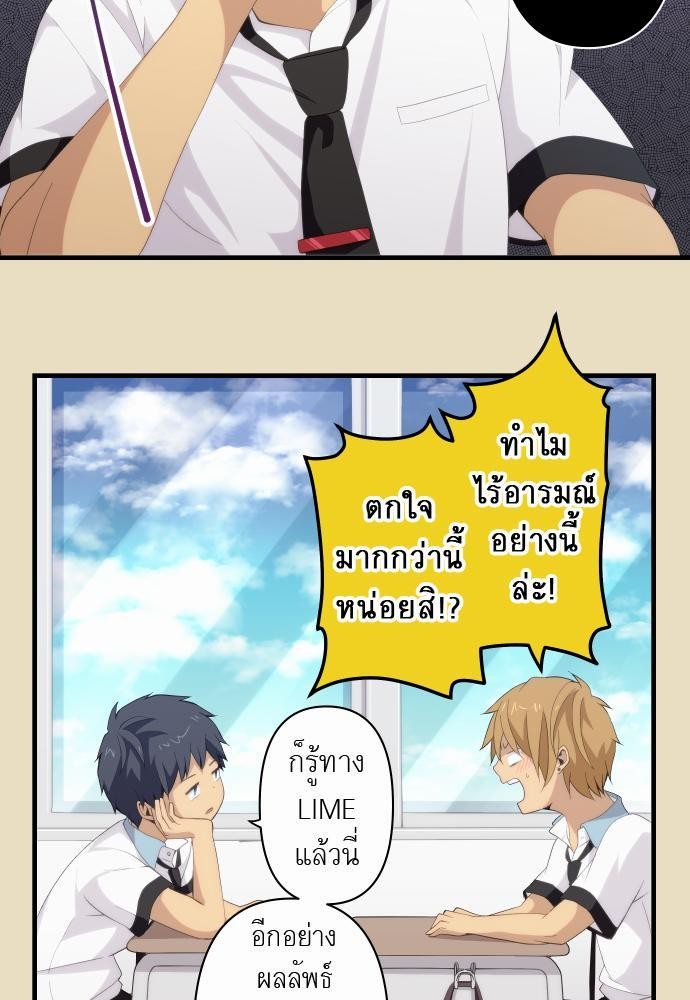 ทำไม
ไร้อารมณ์
อย่างนี้
ล่ะ!
ตกใจ
มากกว่านี้
หน่อยสิ!?
ก็รู้ทาง
LIME
แล้วนี่
อีกอย่าง
ผลลัพธ์